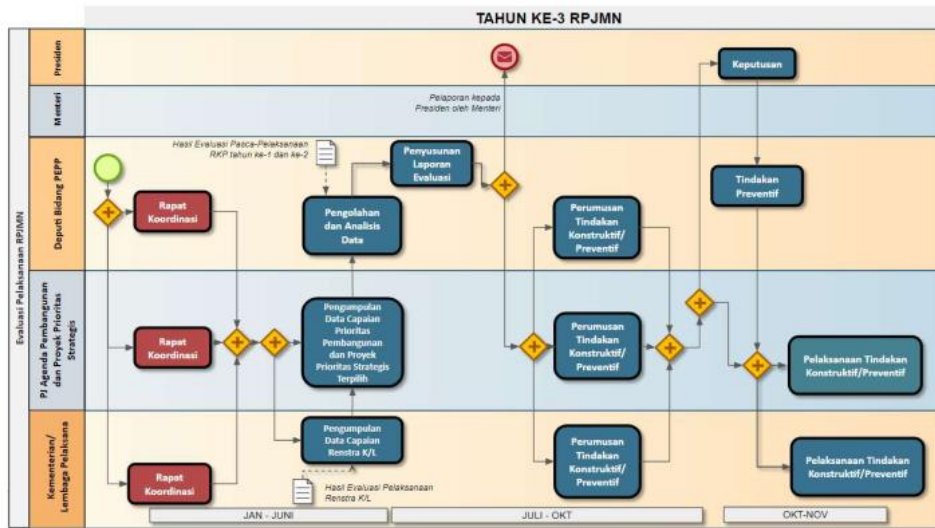 TAHUN KE-3 RPJMN
Evaluasi Pelaksanaan RPJMN
Presiden
Keputusan
Menteri
Pelaporan kepada
Presiden oleh Menteri
Deputi Bidang PEPP
Hasil Evaluasi Pasca-Pelaksanaan
RKP tahun ke-1 dan ke-2
Penyusunan
Laporan
Evaluasi
Rapat
Koordinasi
Pengolahan
dan Analisis
Data
Perumusan
Tindakan
Konstruktif/
Preventif
Tindakan
Preventif
PJ Agenda Pembangunan
dan Proyek Prioritas
Strategis
Rapat
Koordinasi
Pengumpulan
Data Capaian
Prioritas
Pembangunan
dan Proyek
Prioritas Strategis
Terpilih
Perumusan
Tindakan
Konstruktif/
Preventif
Pelaksanaan Tindakan
Konstruktif/Preventif
Kementerian/
Lembaga Pelaksana
Rapat
Koordinasi
Pengumpulan
Data Capaian
Renstra K/L
Hasil Evaluasi Pelaksanaan
Renstra K/L
Perumusan
Tindakan
Konstruktif/
Preventif
Pelaksanaan Tindakan
Konstruktif/Preventif
JAN - JUNI
JULI - OKT
OKT-NOV